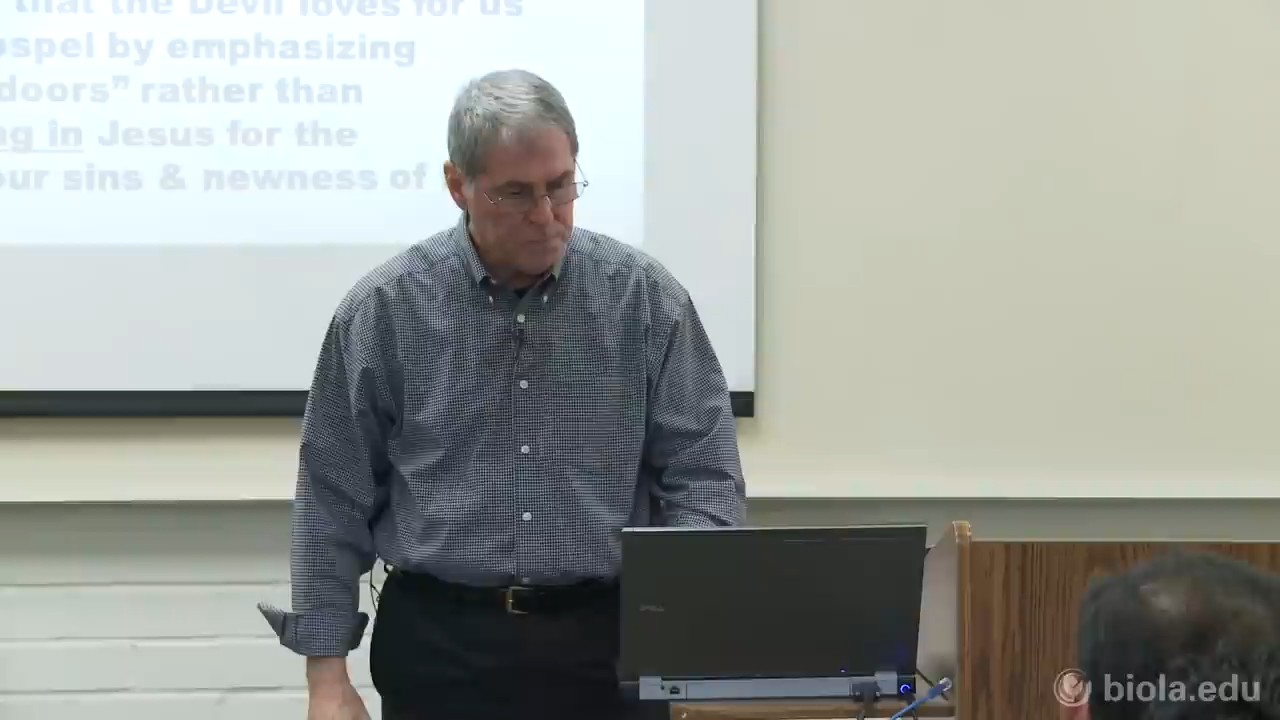 that the Devil loves for us
ospel by emphasizing
doors" rather than
g in Jesus for the
our sins & newness of
DELL
biola.edu